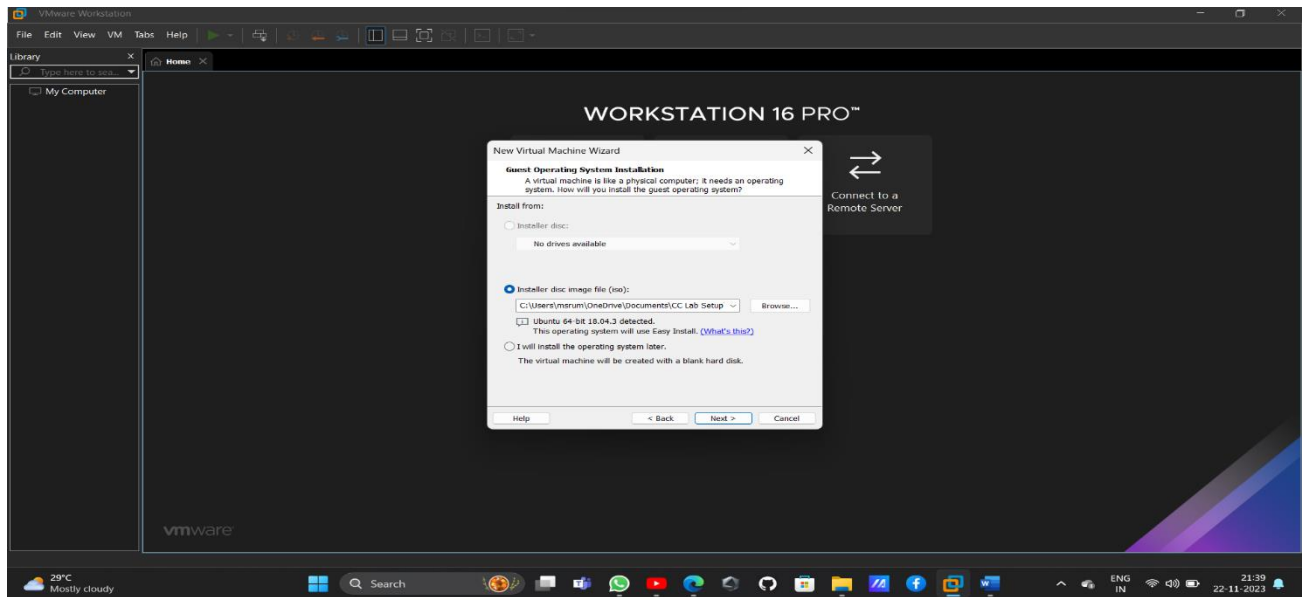 VMware Workstation
File Edit View VM Tabs Help
Library
Type here to sea...
My Computer
Home
WORKSTATION 16 PRO™
Connect to a
Remote Server
New Virtual Machine Wizard
Guest Operating System Installation
A virtual machine is like a physical computer; it needs an operating
system. How will you install the guest operating system?
Install from:
Installer disc:
No drives available
Installer disc image file (iso):
C:\Users\msrum\OneDrive\Documents\CC Lab Setup
Browse...
Ubuntu 64-bit 18.04.3 detected.
This operating system will use Easy Install. (What's this?)
I will install the operating system later.
The virtual machine will be created with a blank hard disk.
Help
< Back
Next >
Cancel
vmware
29°C
Mostly cloudy
Search
ENG
IN
21:39
22-11-2023